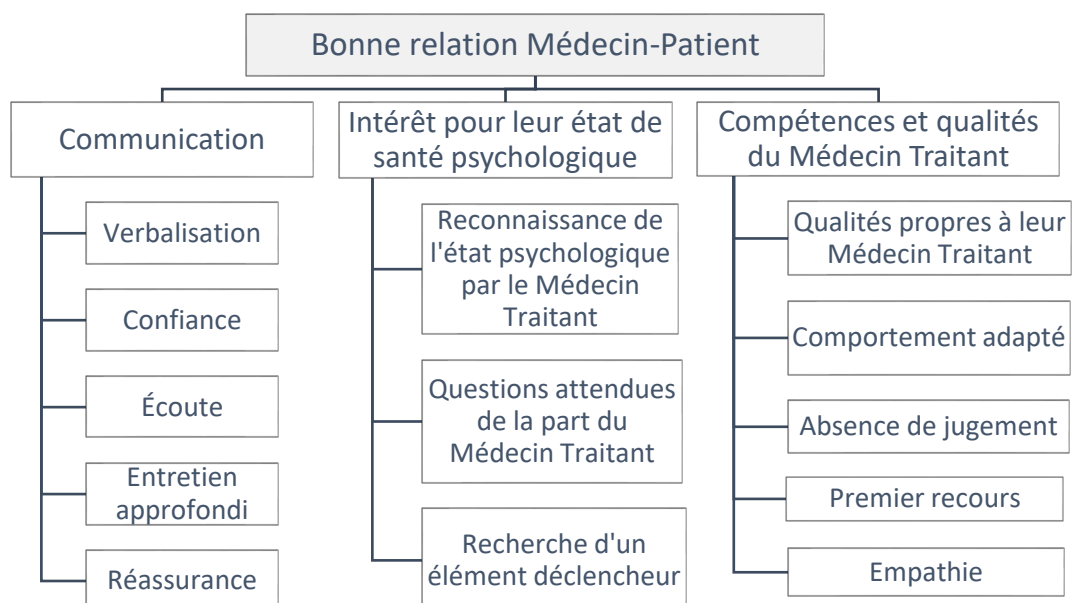 Bonne relation Médecin-Patient
Communication
Verbalisation
Confiance
Écoute
Entretien
approfondi
Réassurance
Intérêt pour leur état de
santé psychologique
Reconnaissance de
l'état psychologique
par le Médecin
Traitant
Questions attendues
de la part du
Médecin Traitant
Recherche d'un
élément déclencheur
Compétences et qualités
du Médecin Traitant
Qualités propres à leur
Médecin Traitant
Comportement adapté
Absence de jugement
Premier recours
Empathie